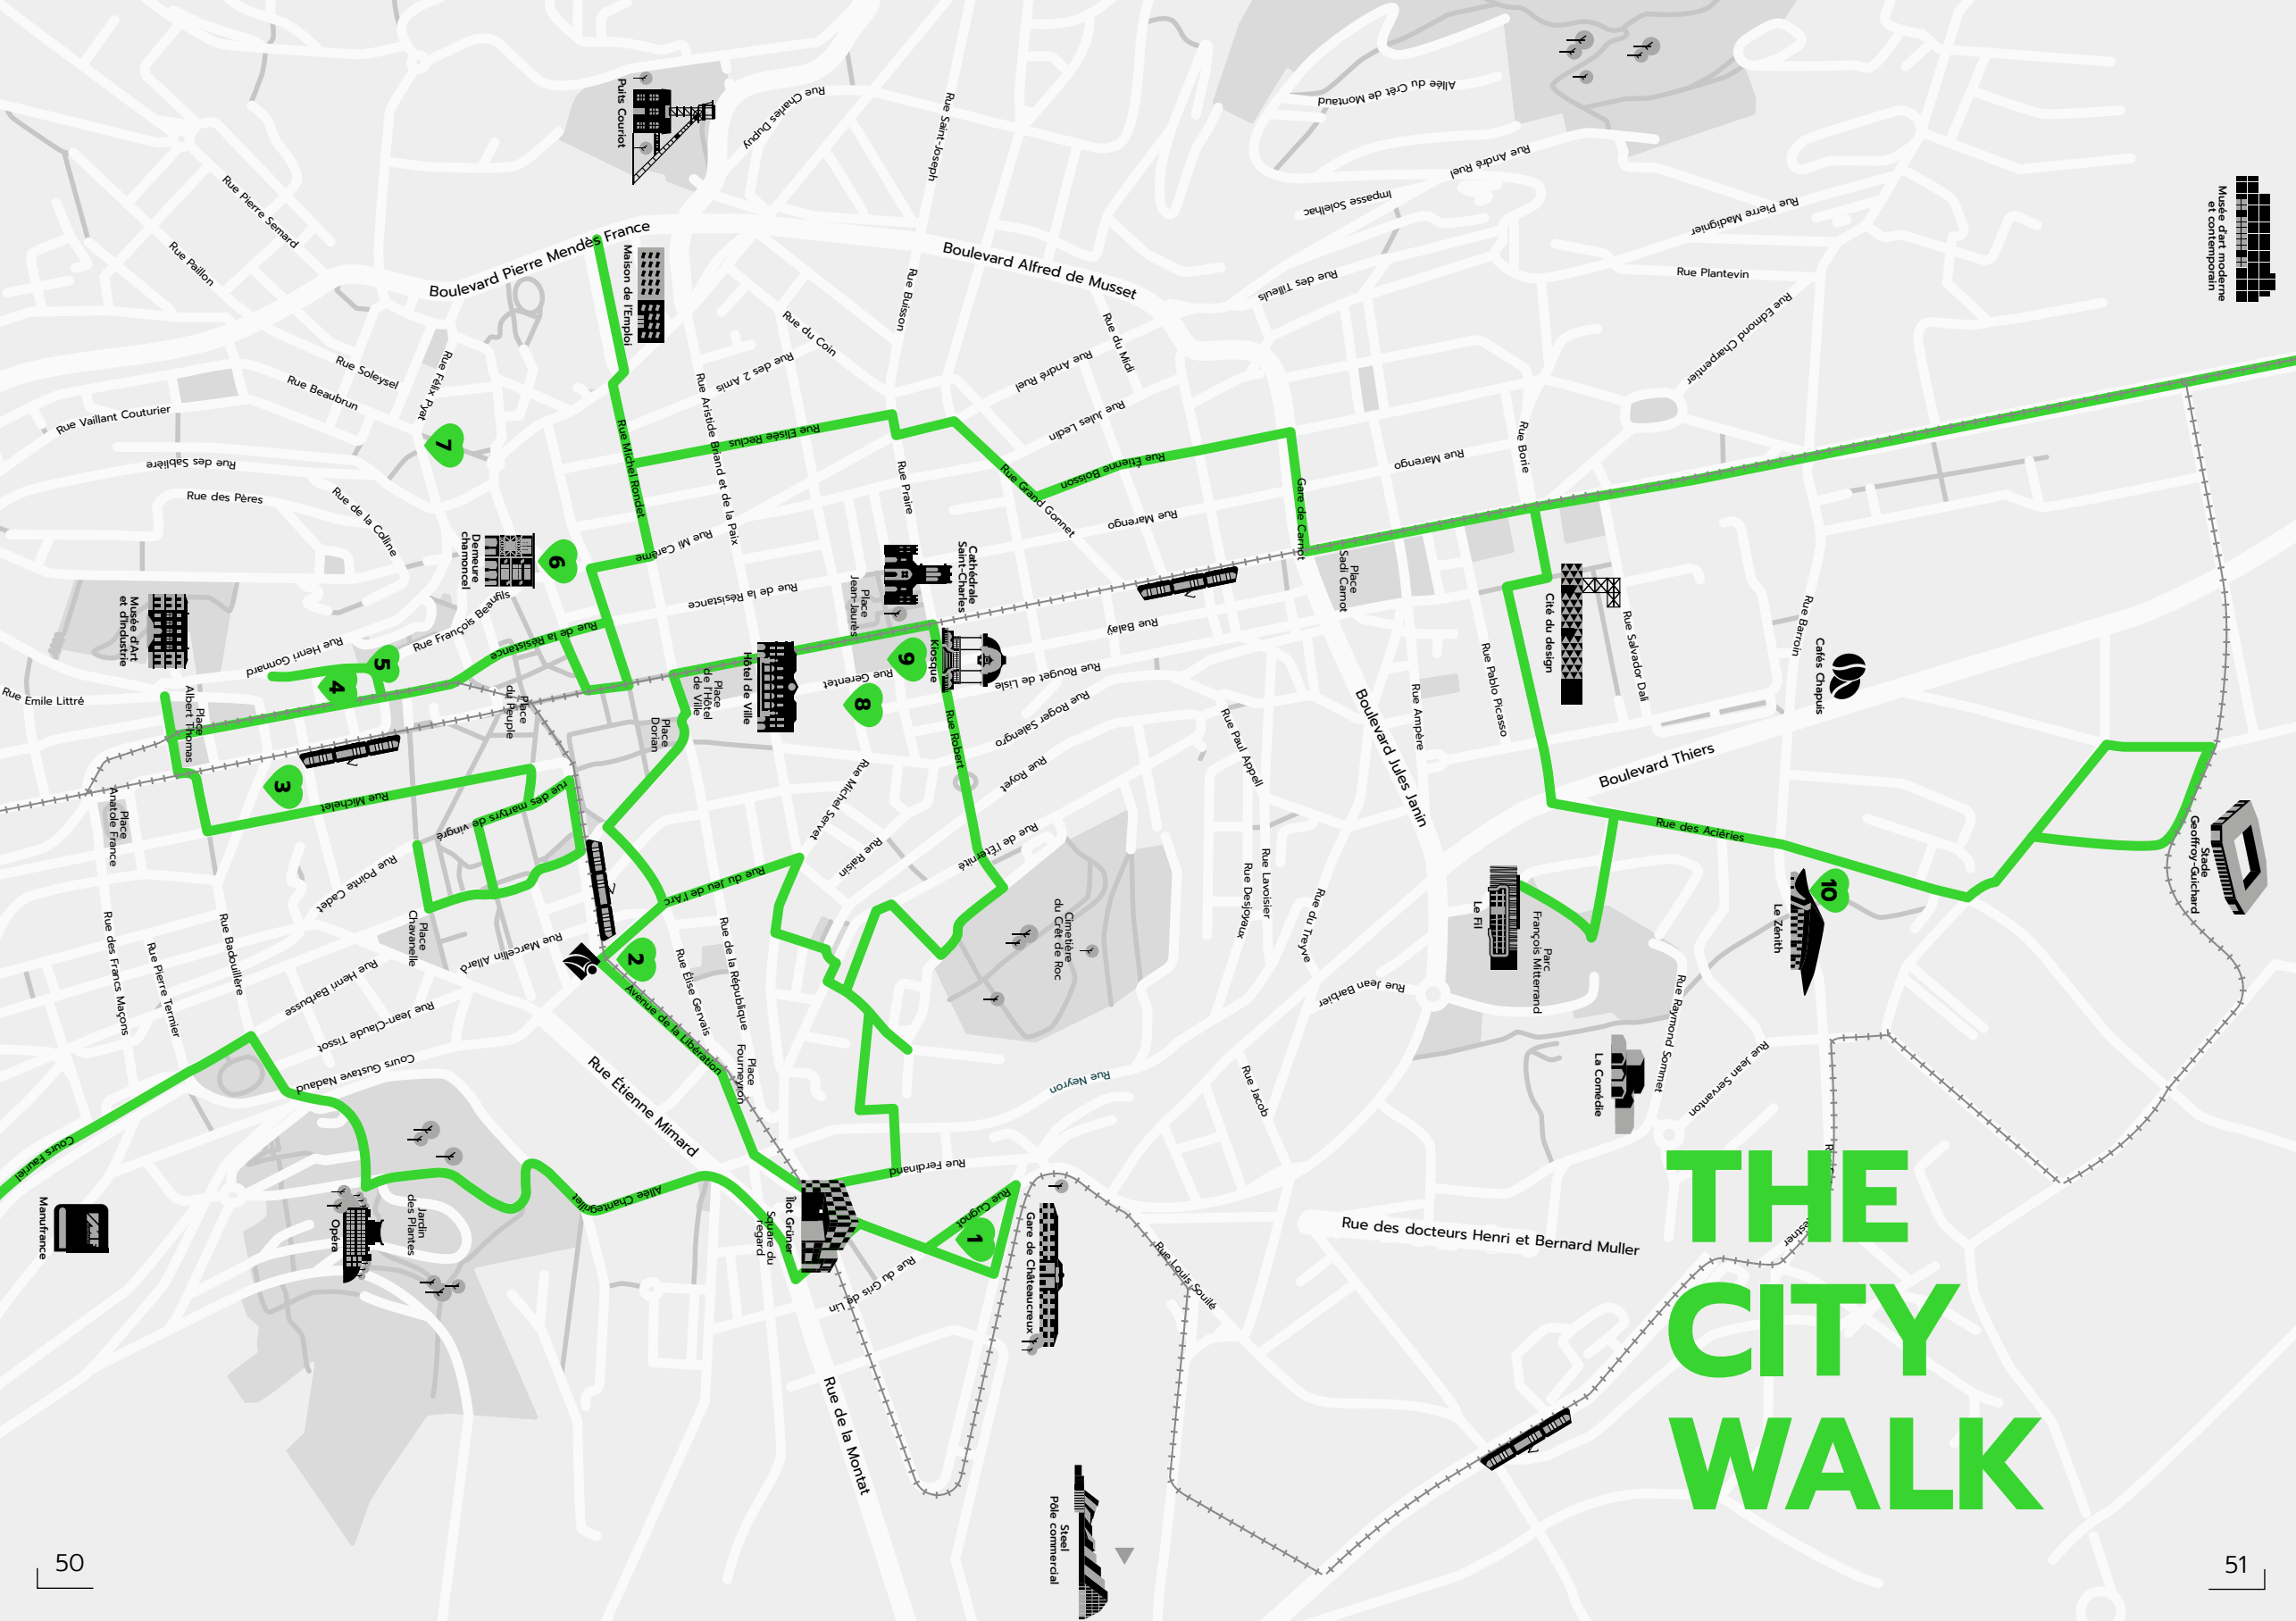 Puits Couriot
Rue Charles Dupuy
Rue Saint-Joseph
Allée du Crêt de Montaud
Rue André Ruel
Impasse Solelhac
Rue Pierre Madignier
Musée d'art moderne
et contemporain
Rue Pierre Semard
Rue Paillon
Boulevard Pierre Mendès France
Maison de l'Emploi
Boulevard Alfred de Musset
Rue des Tilleuls
Rue Plantevin
Rue Edmond Charpentier
Rue Buisson
Rue du Coin
Rue du Midi
Rue Soleysel
Rue Beaubrun
Rue Félix Pyat
Rue Vaillant Couturier
Rue des 2 Amis
Rue Aristide Briand et de la Paix
Rue André Ruel
Rue Jules Ledin
Rue Elisée Reclus
Rue Michel Rondet
7
Rue des Sablière
Rue des Pères
Rue de la Colline
Rue Praire
Rue Grand Gonnet
Rue Étienne Boisson
Rue Marengo
Rue Marengo
Rue Borie
Gare de Carnot
Demeure
chamoncel
6
Rue Mi Carême
Cathédrale
Saint-Charles
Place
Sadi Carnot
Musée d'Art
et d'Industrie
Rue François Beaufils
Rue de la Résistance
Rue de la Résistance
Place
Jean-Jaurès
Rue Balaÿ
Cité du design
Rue Salvador Dali
Rue Barroin
Cafés Chapuis
Rue Henri Gonnard
5
4
Rue Emile Littré
Place
Albert Thomas
Place
du Peuple
Place
Dorian
Place
de l'Hôtel
de Ville
Hôtel de Ville
Rue Gerentet
9
Kiosque
8
Rue Rouget de Lisle
Rue Roger Salengro
Rue Robert
Rue Royet
Rue Paul Appell
Boulevard Jules Janin
Rue Ampère
Rue Pablo Picasso
Boulevard Thiers
3
Rue Michelet
rue des martyrs de vingré
Rue Michel Servet
Rue Raisin
Rue de l'Éternité
Rue des Aciéries
Place
Anatole France
Rue Pointe Cadet
Rue du Jeu de l'Arc
Rue Lavoisier
Rue Desjoyaux
Rue du Treyve
Le Fil
Parc
François Mitterrand
Le Zénith
10
Stade
Geoffroy-Guichard
Rue des Francs Maçons
Rue Pierre Termier
Rue Badouillère
Place
Chavanelle
Rue Marcellin Allard
2
Rue Élise Gervais
Rue de la République
Cimetière
du Crêt de Roc
Rue Henri Barbusse
Rue Jean-Claude Tissot
Cours Gustave Nadaud
Avenue de la Libération
Place
Fourneyron
Rue Neyron
Rue Jacob
Rue Jean Barbier
La Comédie
Rue Raymond Sommet
Rue Jean Servanton
Rue Étienne Mimard
Cours Fauriel
Manufrance
Opéra
Jardin
des Plantes
Allée Chantegrillet
Square du
regard
Îlot Grüner
Rue Ferdinand
Rue Cugnot
1
Gare de Châteaucreux
Rue du Gris de Lin
Rue Louis Soulié
Rue des docteurs Henri et Bernard Muller
Rue de la Montat
Steel
Pôle commercial
THE
CITY
WALK
50
51